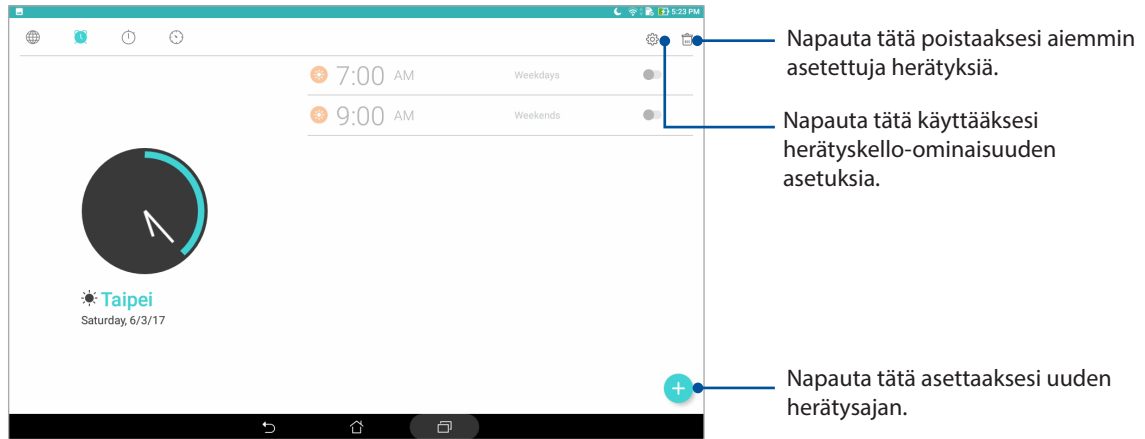 5:23 PM
7:00 AM Weekdays
9:00 AM Weekends
Taipei
Saturday, 6/3/17
Napauta tätä poistaaksesi aiemmin
asetettuja herätyksiä.
Napauta tätä käyttääksesi
herätyskello-ominaisuuden
asetuksia.
Napauta tätä asettaaksesi uuden
herätysajan.